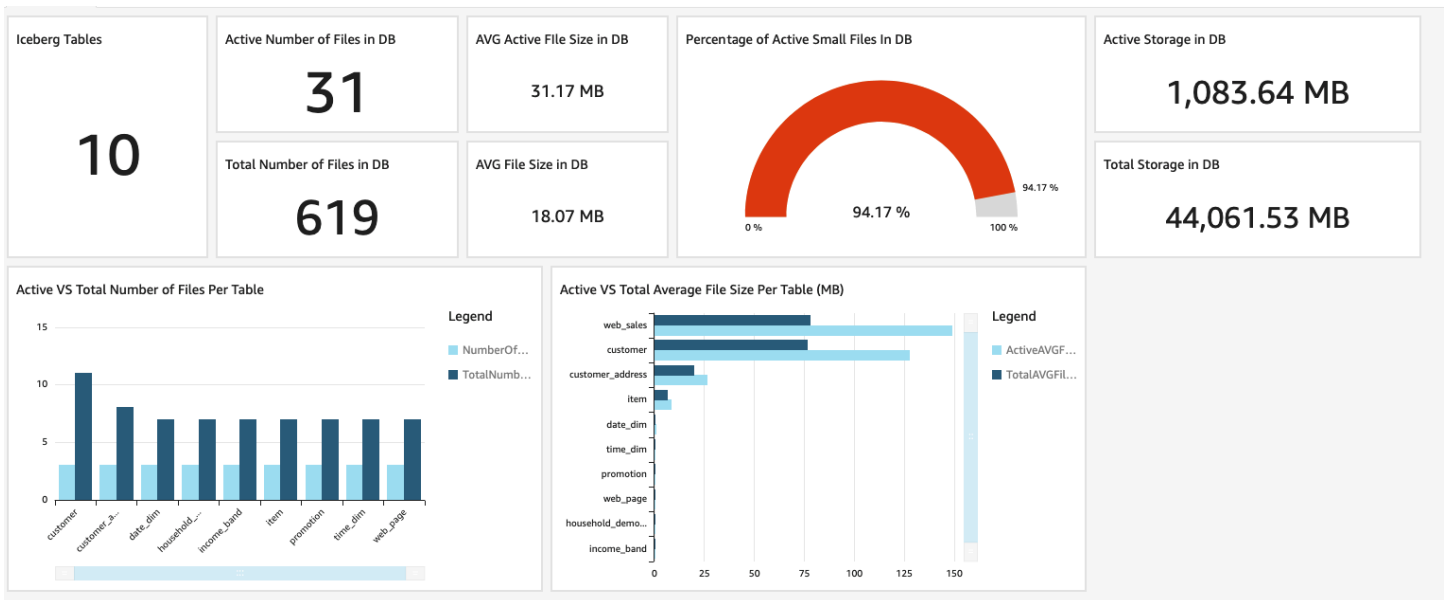 Iceberg Tables
10
Active Number of Files in DB
31
Total Number of Files in DB
619
AVG Active FIle Size in DB
31.17 MB
AVG File Size in DB
18.07 MB
Percentage of Active Small Files In DB
94.17 %
94.17 %
0 %
100 %
Active Storage in DB
1,083.64 MB
Total Storage in DB
44,061.53 MB
Active VS Total Number of Files Per Table
15
10
5
0
customer
customer_a...
date_dim
household_...
income_band
item
promotion
time_dim
web_page
Legend
NumberOf...
TotalNumb...
Active VS Total Average File Size Per Table (MB)
web_sales
customer
customer_address
item
date_dim
time_dim
promotion
web_page
household_demo...
income_band
0
25
50
75
100
125
150
Legend
ActiveAVGF...
TotalAVGFil...